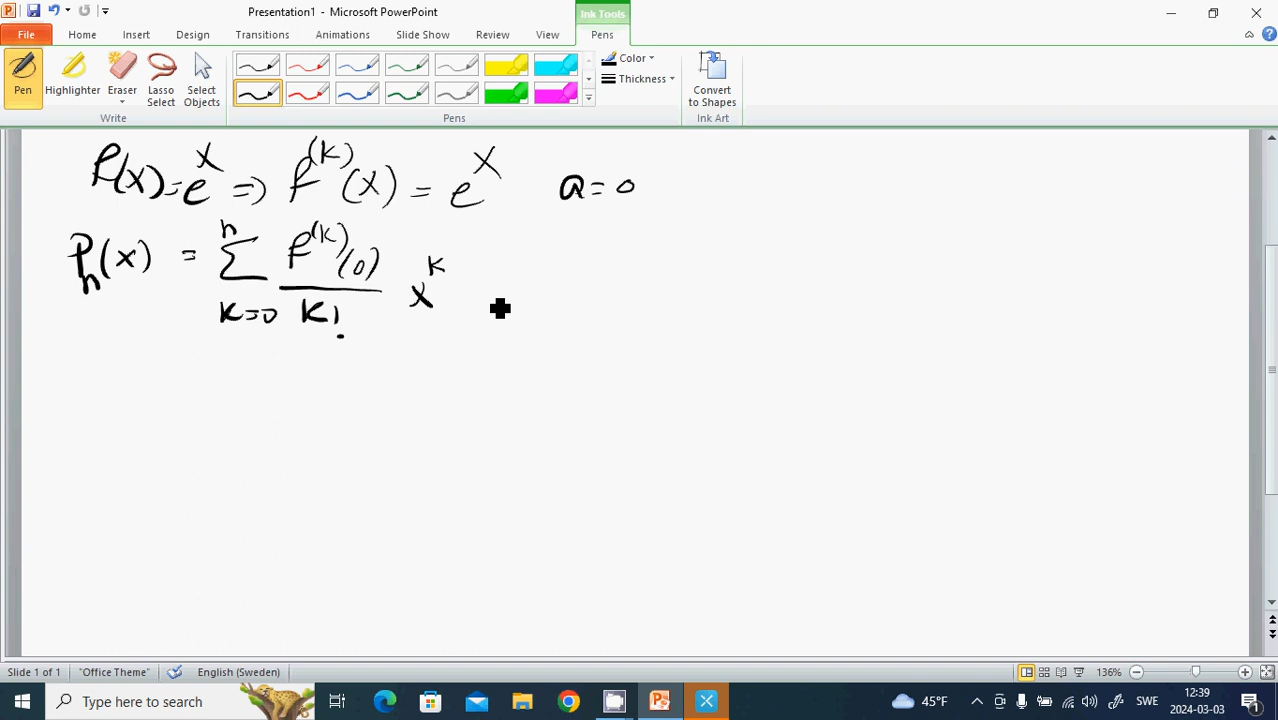 Presentation1 - Microsoft PowerPoint
Ink Tools
File Home Insert Design Transitions Animations Slide Show Review View Pens
Pen Highlighter Eraser Lasso Select Select Objects
Color
Thickness
Convert to Shapes
Write Pens Ink Art
f(x) = e^x => f^(k)(x) = e^x a = 0
P_n(x) = ∑_{k=0}^{n} f^(k)(0)/k! x^k
Slide 1 of 1 "Office Theme" English (Sweden) 136%
Type here to search 45°F SWE 12:39
2024-03-03 1